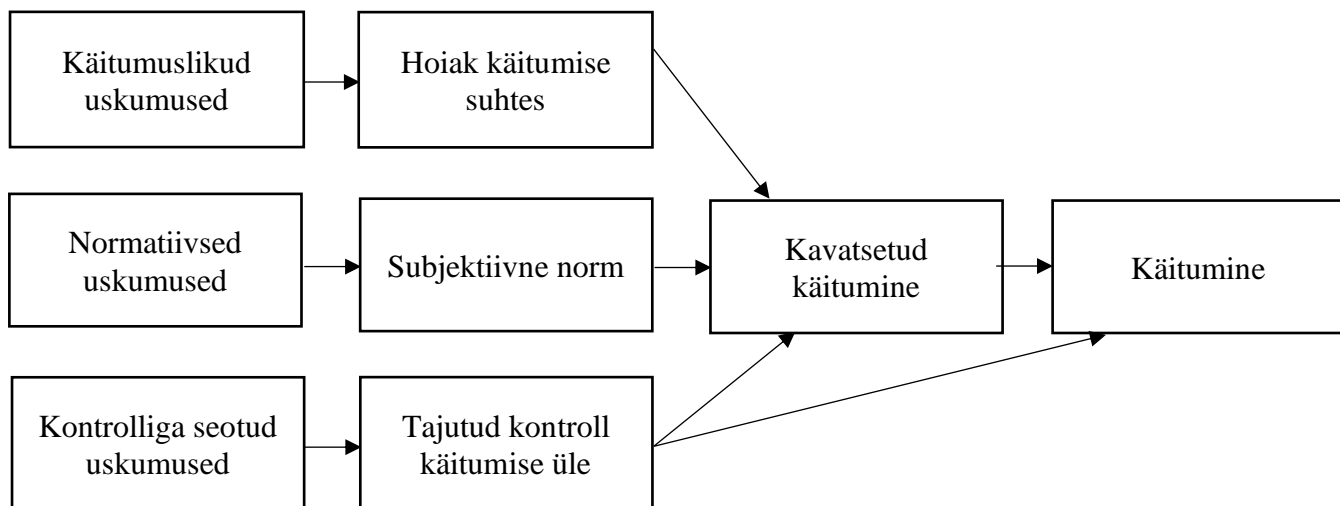 Käitumuslikud
uskumused
Hoiak käitumise
suhtes
Normatiivsed
uskumused
Subjektiivne norm
Kavatsetud
käitumine
Käitumine
Kontrolliga seotud
uskumused
Tajutud kontroll
käitumise üle